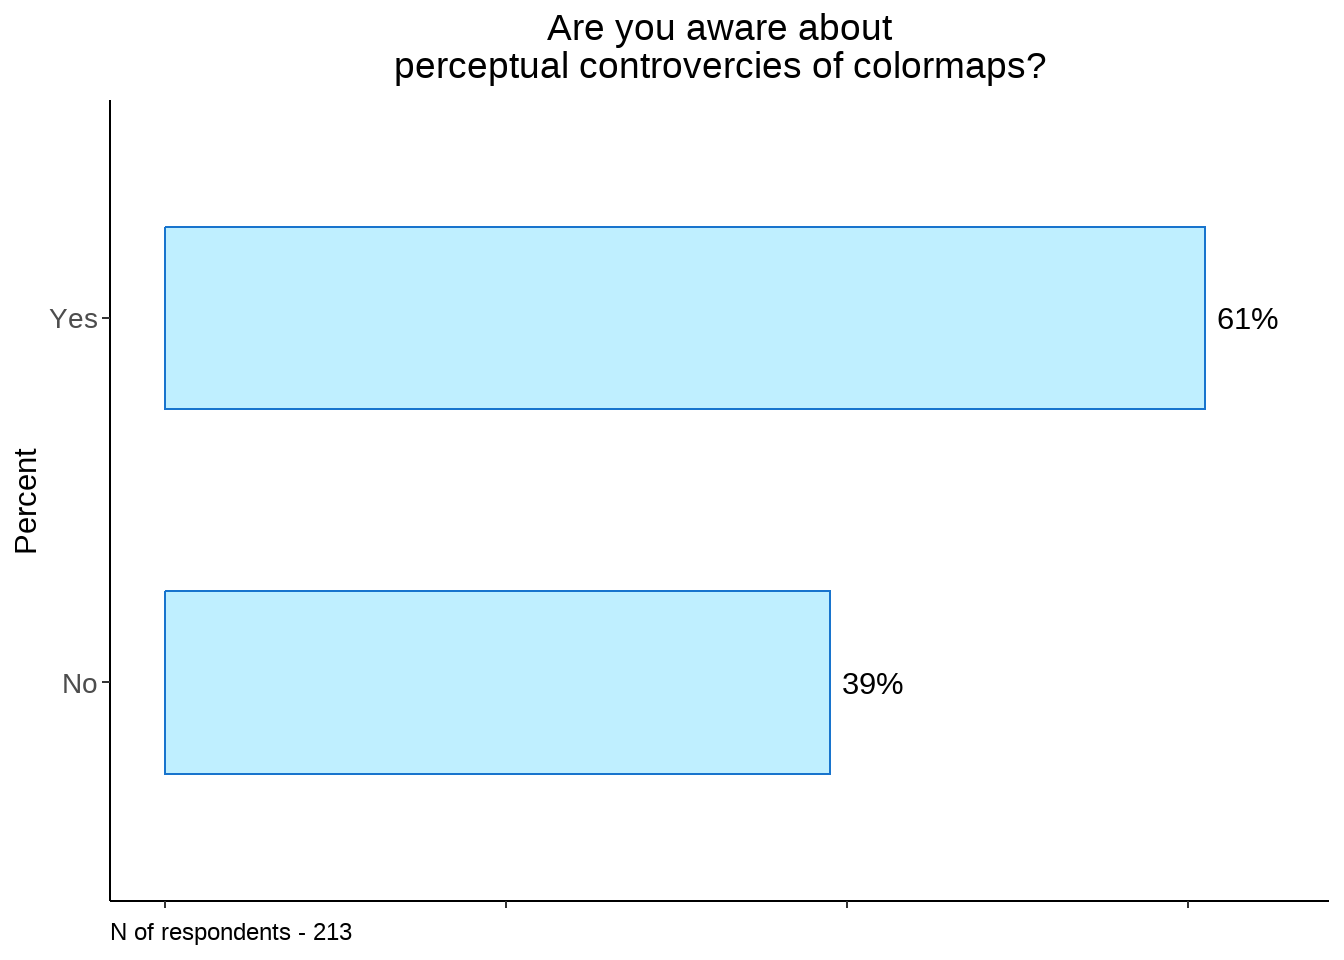 Are you aware about
perceptual controvercies of colormaps?
Yes
61%
Percent
No
39%
N of respondents - 213